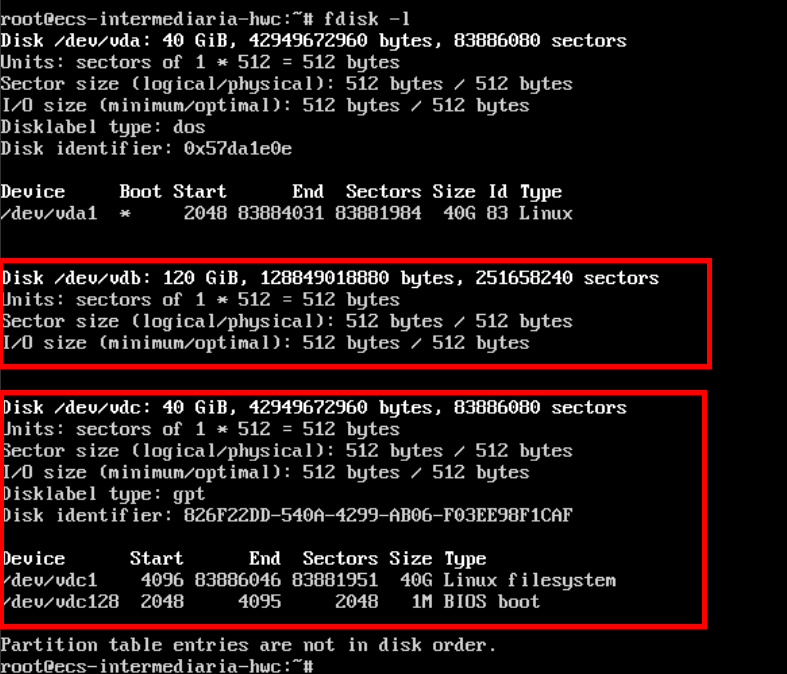 root@ecs-intermediaria-hwc:~# fdisk -l
Disk /dev/vda: 40 GiB, 42949672960 bytes, 83886080 sectors
Units: sectors of 1 * 512 = 512 bytes
Sector size (logical/physical): 512 bytes / 512 bytes
I/O size (minimum/optimal): 512 bytes / 512 bytes
Disklabel type: dos
Disk identifier: 0x57da1e0e
Device     Boot Start      End  Sectors Size Id Type
/dev/vda1  *     2048 83884031 83881984  40G 83 Linux
Disk /dev/vdb: 120 GiB, 128849018880 bytes, 251658240 sectors
Units: sectors of 1 * 512 = 512 bytes
Sector size (logical/physical): 512 bytes / 512 bytes
I/O size (minimum/optimal): 512 bytes / 512 bytes
Disk /dev/vdc: 40 GiB, 42949672960 bytes, 83886080 sectors
Units: sectors of 1 * 512 = 512 bytes
Sector size (logical/physical): 512 bytes / 512 bytes
I/O size (minimum/optimal): 512 bytes / 512 bytes
Disklabel type: gpt
Disk identifier: 826F22DD-540A-4299-AB06-F03EE98F1CAF
Device      Start      End  Sectors Size Type
/dev/vdc1    4096 83886046 83881951  40G Linux filesystem
/dev/vdc128  2048     4095     2048   1M BIOS boot
Partition table entries are not in disk order.
root@ecs-intermediaria-hwc:~#